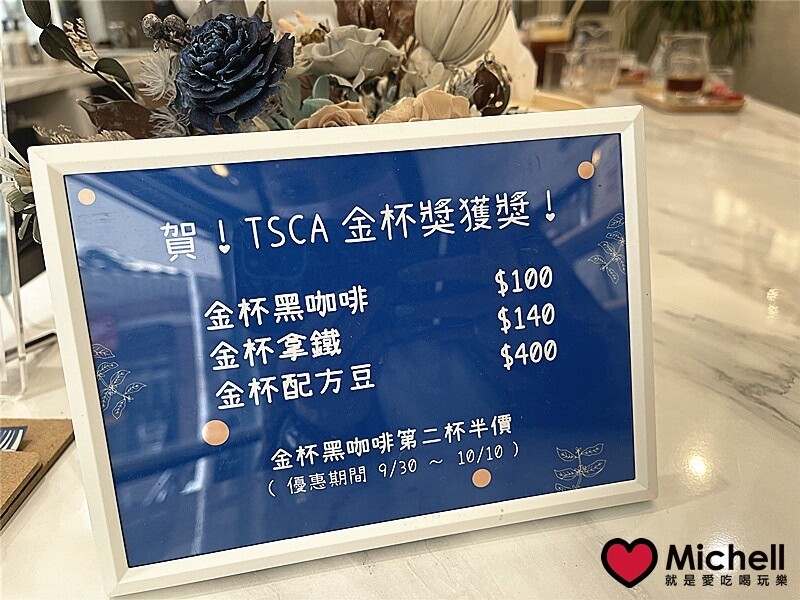 賀！TSCA 金杯獎獲獎！
金杯黑咖啡 $100
金杯拿鐵 $140
金杯配方豆 $400
金杯黑咖啡第二杯半價
( 優惠期間 9/30 ~ 10/10 )
Michell
就是愛吃喝玩樂